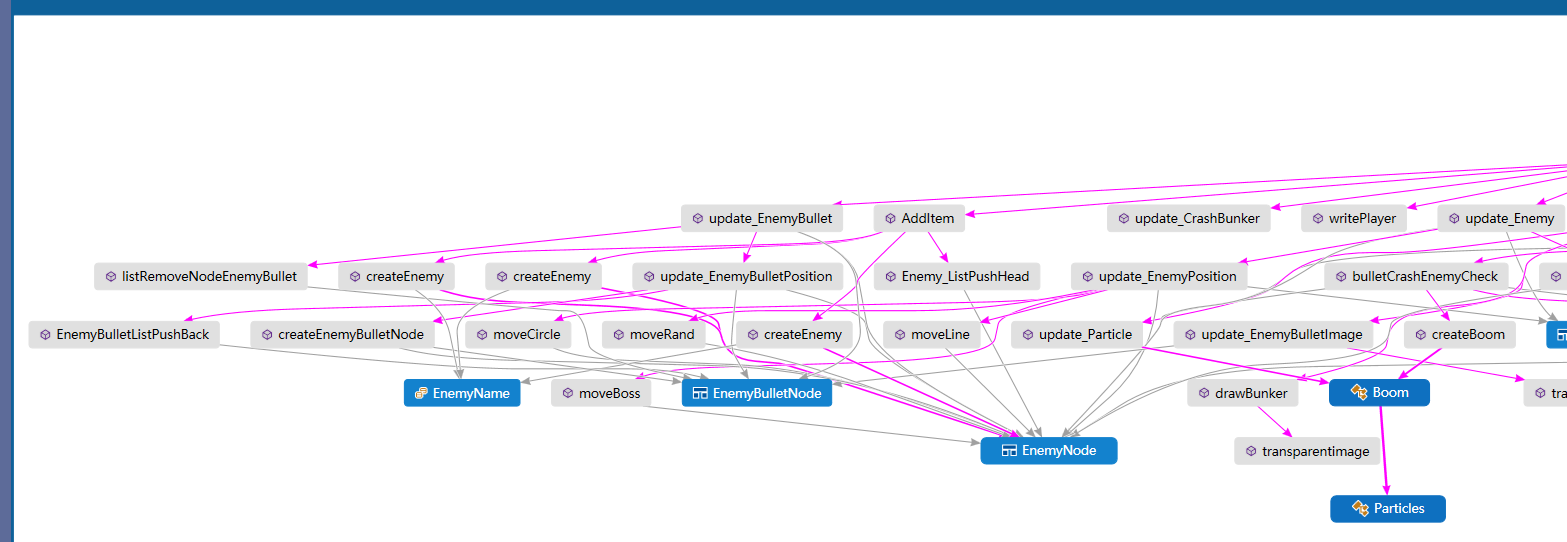 update_EnemyBullet
AddItem
update_CrashBunker
writePlayer
update_Enemy
listRemoveNodeEnemyBullet
createEnemy
createEnemy
update_EnemyBulletPosition
Enemy_ListPushHead
update_EnemyPosition
bulletCrashEnemyCheck
EnemyBulletListPushBack
createEnemyBulletNode
moveCircle
moveRand
createEnemy
moveLine
update_Particle
update_EnemyBulletImage
createBoom
EnemyName
moveBoss
EnemyBulletNode
drawBunker
Boom
tra
EnemyNode
transparentimage
Particles